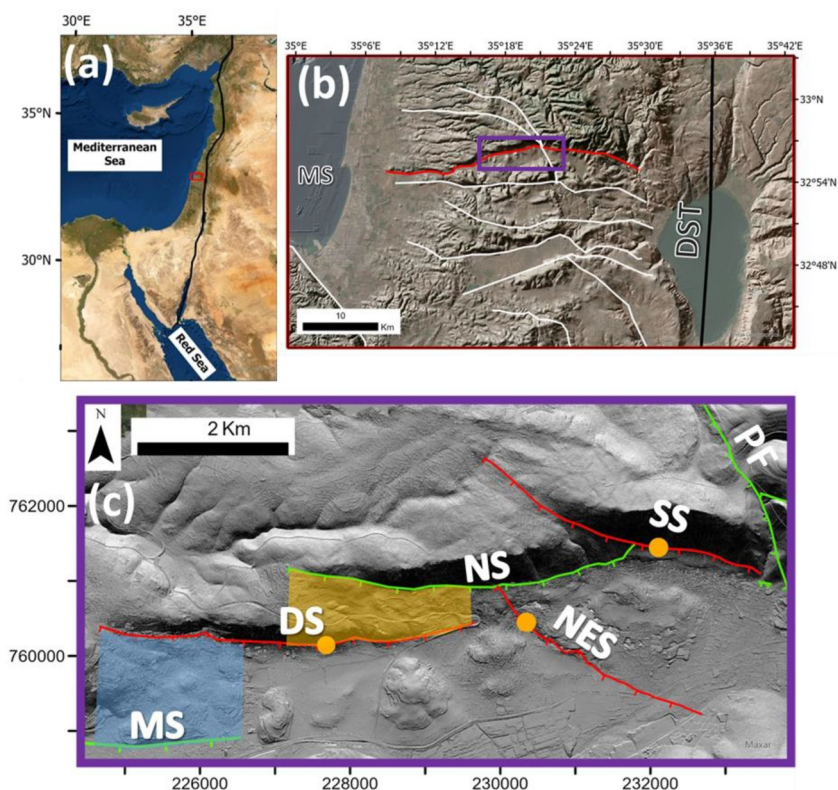 30°E
35°E
(a)
35°N
Mediterranean
Sea
30°N
Red Sea
35°E
35°6'E
35°12'E
35°18'E
35°24'E
35°30'E
35°36'E
35°42'E
(b)
33°N
MS
32°54'N
DST
32°48'N
10
Km
N
2 Km
(c)
PF
762000
SS
NS
DS
NES
760000
MS
Maxar
226000
228000
230000
232000